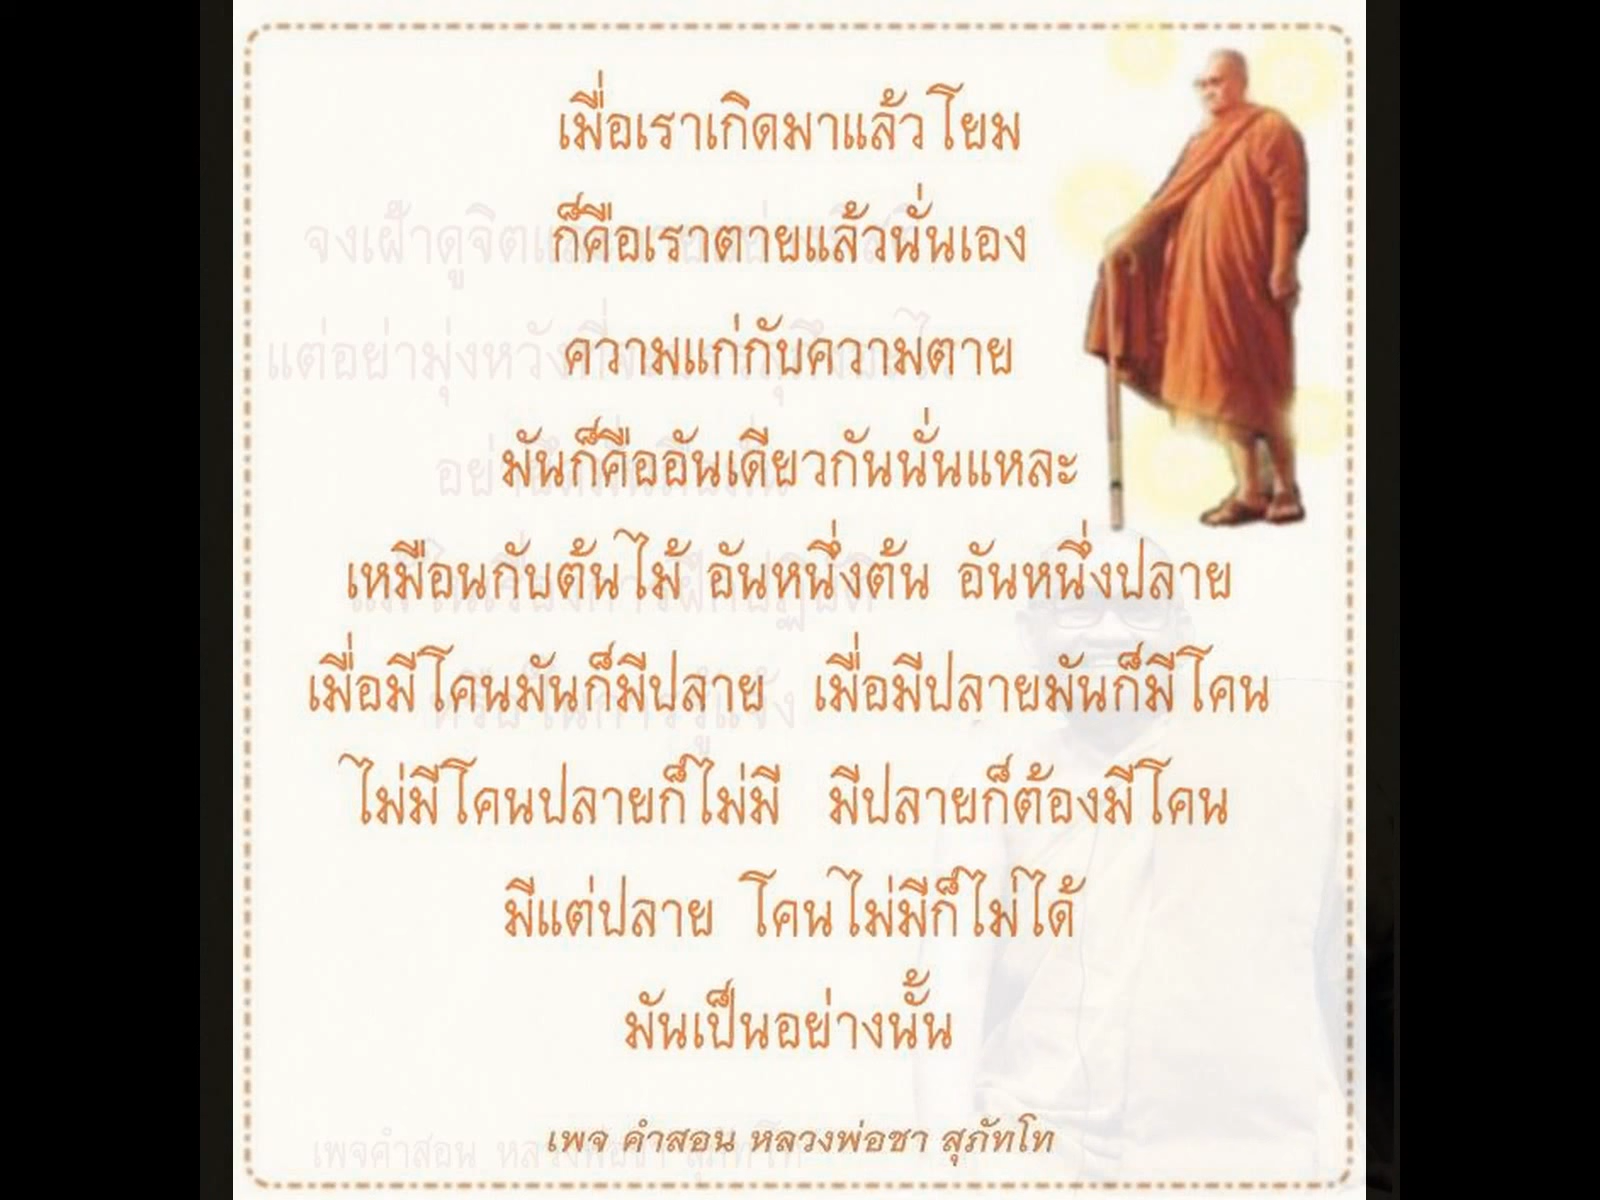 เมื่อเราเกิดมาแล้วโยม
ก็คือเราตายแล้วนั่นเอง
ความแก่กับความตาย
มันก็คืออันเดียวกันนั่นแหละ
เหมือนกับต้นไม้ อันหนึ่งต้น อันหนึ่งปลาย
เมื่อมีโคนมันก็มีปลาย เมื่อมีปลายมันก็มีโคน
ไม่มีโคนปลายก็ไม่มี มีปลายก็ต้องมีโคน
มีแต่ปลาย โคนไม่มีก็ไม่ได้
มันเป็นอย่างนั้น
เพจ คำสอน หลวงพ่อชา สุภัทโท